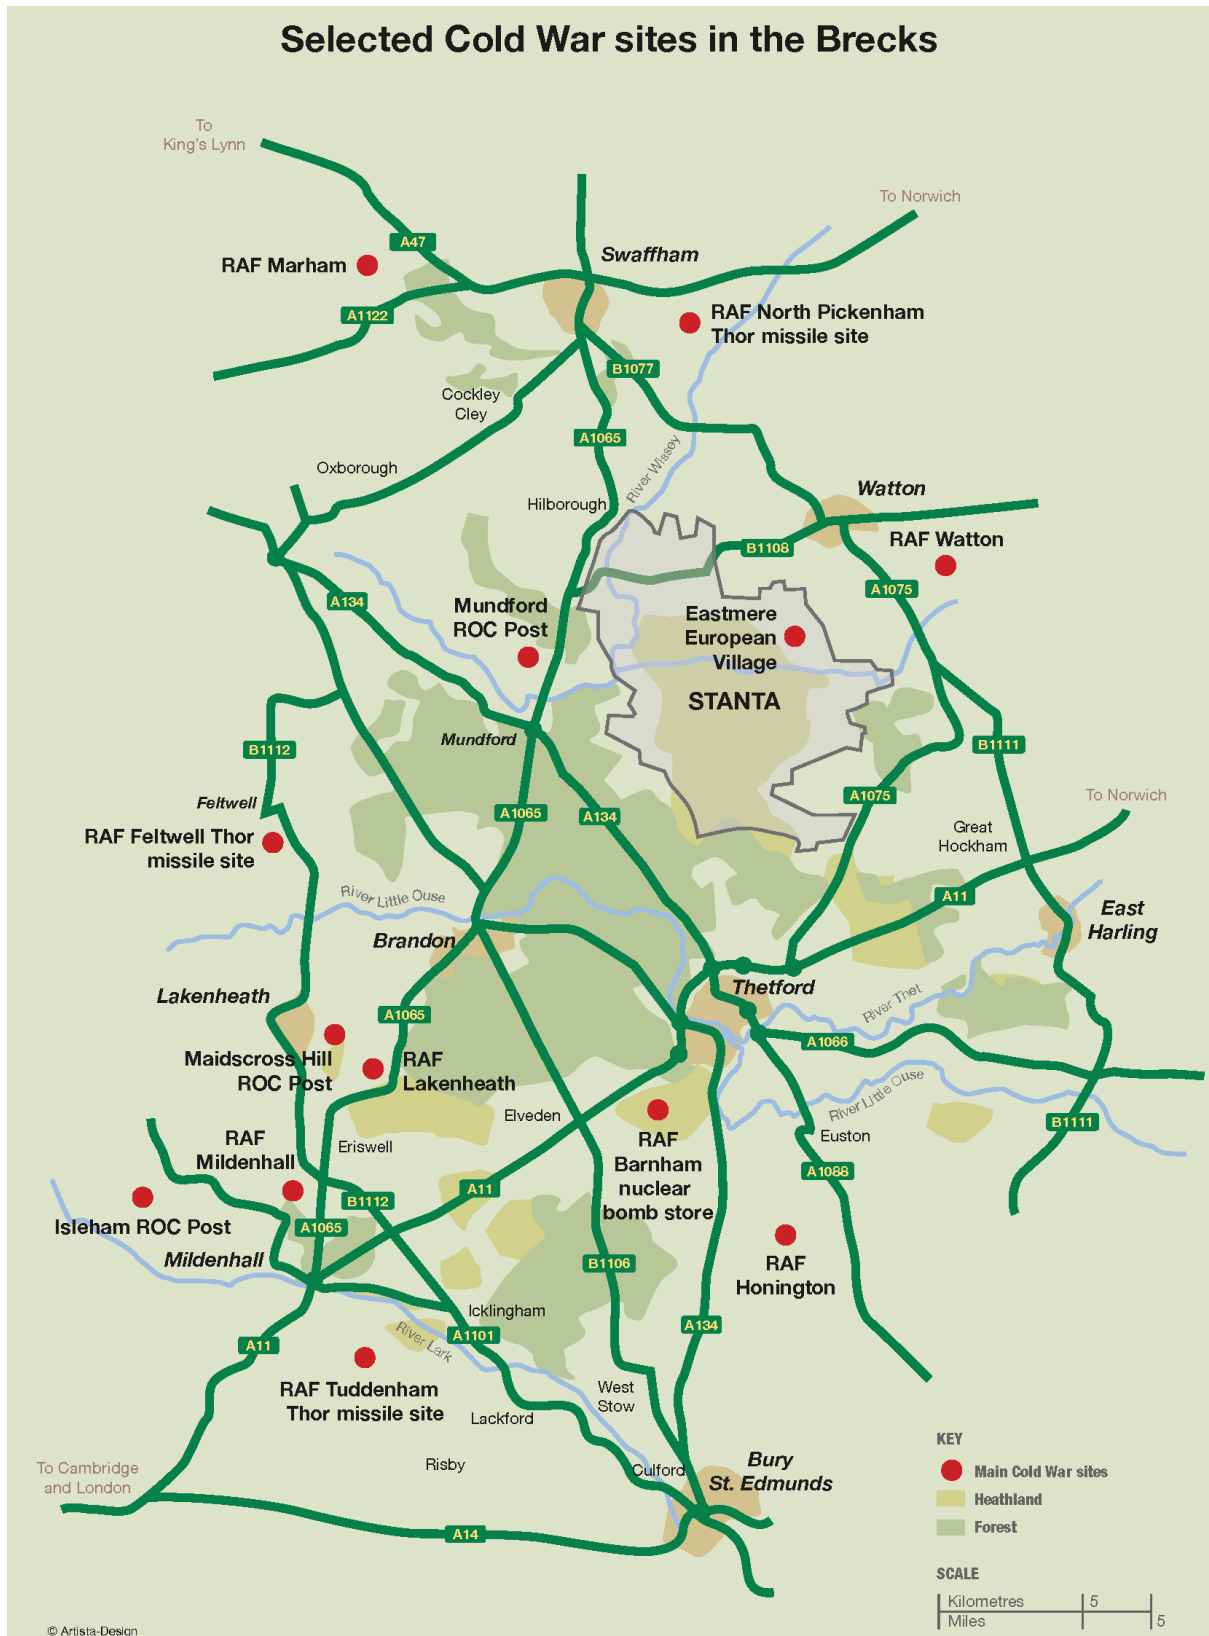 Selected Cold War sites in the Brecks
To
King's Lynn
To Norwich
A47
Swaffham
RAF Marham
A1122
RAF North Pickenham
Thor missile site
B1077
Cockley
Cley
A1065
River Wissey
Oxborough
Hilborough
Watton
B1108
RAF Watton
A1075
A134
Mundford
ROC Post
Eastmere
European
Village
STANTA
Mundford
B1112
B1111
Feltwell
A1065
A134
A1075
To Norwich
RAF Feltwell Thor
missile site
Great
Hockham
River Little Ouse
A11
East
Harling
Brandon
Lakenheath
Thetford
River Thet
A1065
A1066
Maidscross Hill
ROC Post
RAF
Lakenheath
River Little Ouse
Elveden
B1111
RAF
Mildenhall
Eriswell
RAF
Barnham
nuclear
bomb store
Euston
A1088
A11
B1112
Isleham ROC Post
A1065
Mildenhall
B1106
RAF
Honington
Icklingham
A134
A1101
River Lark
A11
RAF Tuddenham
Thor missile site
West
Stow
Lackford
Risby
Culford
Bury
St. Edmunds
To Cambridge
and London
A14
KEY
Main Cold War sites
Heathland
Forest
SCALE
Kilometres 5
Miles 5
© Artista-Design